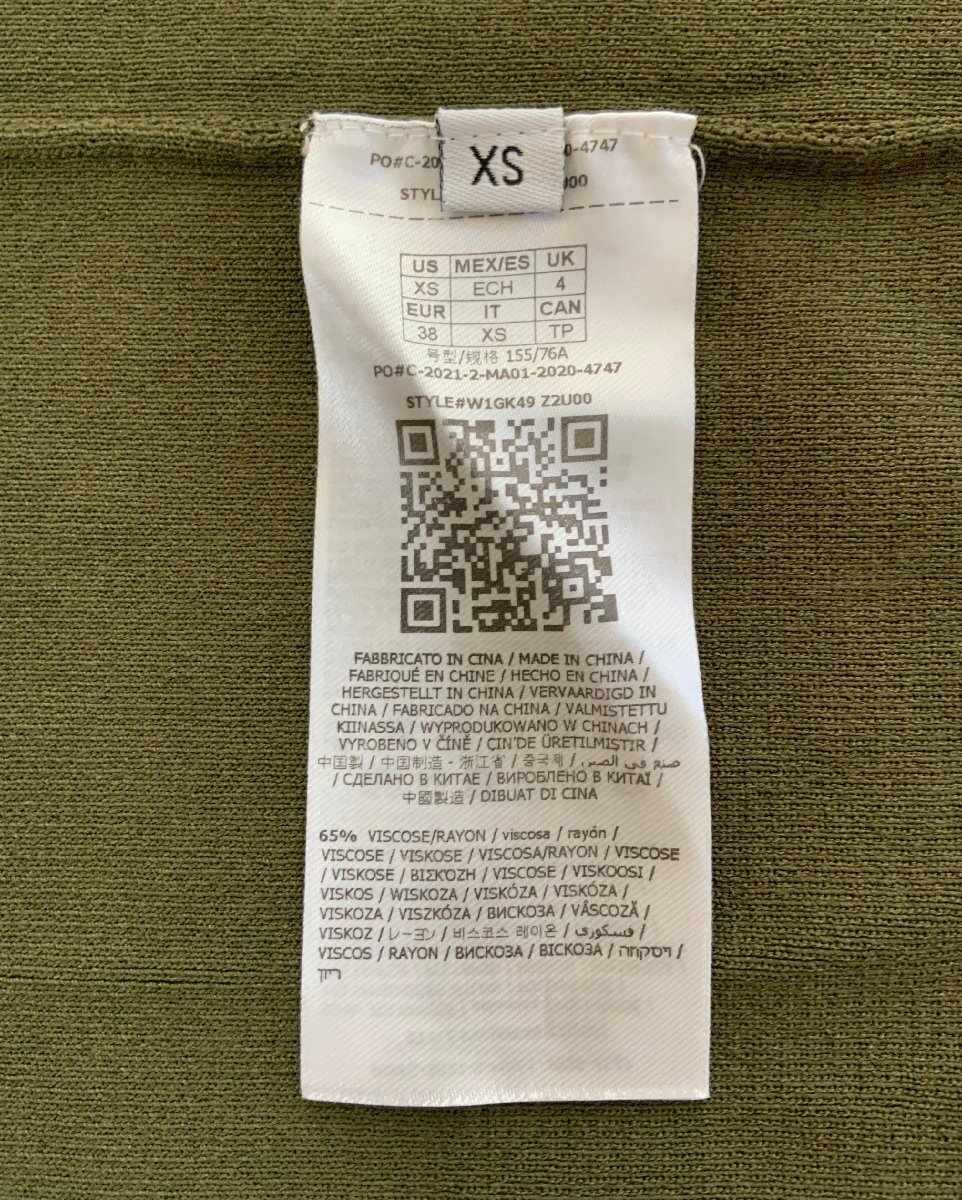 XS
PO#C-20 0-4747
STYL 00
US MEX/ES UK
XS ECH 4
EUR IT CAN
38 XS TP
号型/规格 155/76A
PO#C-2021-2-MA01-2020-4747
STYLE#W1GK49 Z2U00
FABBRICATO IN CINA / MADE IN CHINA /
FABRIQUÉ EN CHINE / HECHO EN CHINA /
HERGESTELLT IN CHINA / VERVAARDIGD IN
CHINA / FABRICADO NA CHINA / VALMISTETTU
KIINASSA / WYPRODUKOWANO W CHINACH /
VYROBENO V ČÍNĚ / ÇIN'DE ÜRETILMISTIR /
中国製 / 中国制造 - 浙江省 / 중국제 / صنع في الصين
/ СДЕЛАНО В КИТАЕ / ВИРОБЛЕНО В КИТАЇ /
中國製造 / DIBUAT DI CINA
65% VISCOSE/RAYON / viscosa / rayón /
VISCOSE / VISKOSE / VISCOSA/RAYON / VISCOSE
/ VISKOSE / ΒΙΣΚΌΖΗ / VISCOSE / VISKOOSI /
VISKOS / WISKOZA / VISKÓZA / VISKÓZA /
VISKOZA / VISZKÓZA / ВИСКОЗА / VÂSCOZĂ /
VISKOZ / レーヨン / 비스코스 레이온 / فسكوزى /
VISCOS / RAYON / ВИСКОЗА / ВІСКОЗА / ויסקוזה /
ריון